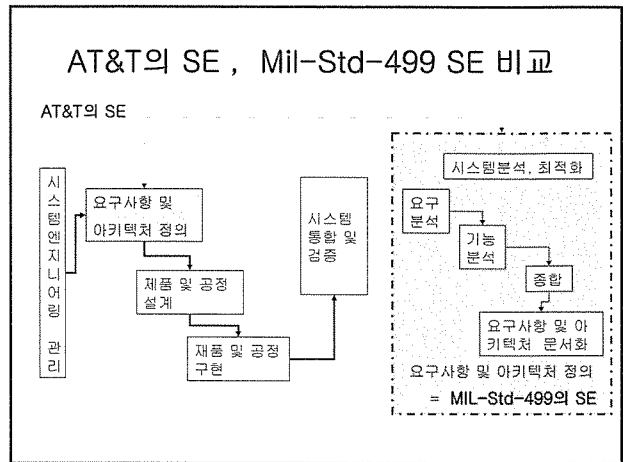 AT&T의 SE , Mil-Std-499 SE 비교
AT&T의 SE
시
스
템
엔
지
니
어
링
관
리
요구사항 및
아키텍처 정의
제품 및 공정
설계
재품 및 공정
구현
시스템
통합 및
검증
시스템분석, 최적화
요구
분석
기능
분석
종합
요구사항 및 아
키텍처 문서화
요구사항 및 아키텍처 정의
= MIL-Std-499의 SE